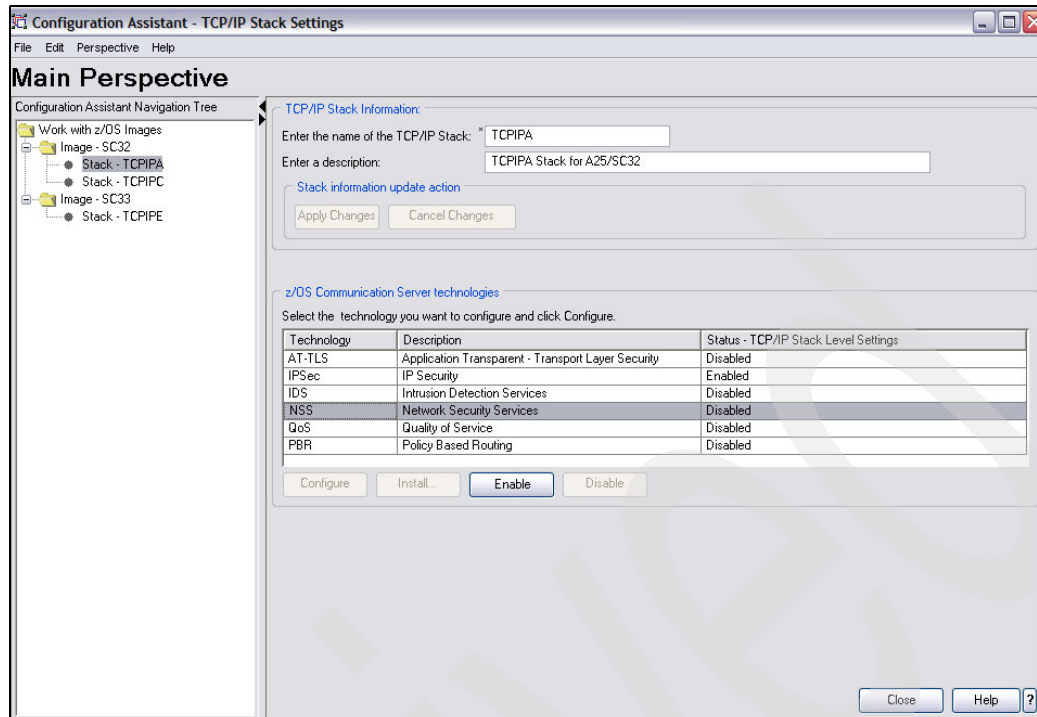 Configuration Assistant - TCP/IP Stack Settings
File Edit Perspective Help
Main Perspective
Configuration Assistant Navigation Tree
Work with z/OS Images
Image - SC32
Stack - TCPIPA
Stack - TCPIPC
Image - SC33
Stack - TCPIPE
TCP/IP Stack Information:
Enter the name of the TCP/IP Stack: * TCPIPA
Enter a description: TCPIPA Stack for A25/SC32
Stack information update action
Apply Changes Cancel Changes
z/OS Communication Server technologies
Select the technology you want to configure and click Configure.
Technology Description Status - TCP/IP Stack Level Settings
AT-TLS Application Transparent - Transport Layer Security Disabled
IPSec IP Security Enabled
IDS Intrusion Detection Services Disabled
NSS Network Security Services Disabled
QoS Quality of Service Disabled
PBR Policy Based Routing Disabled
Configure Install... Enable Disable
Close Help ?